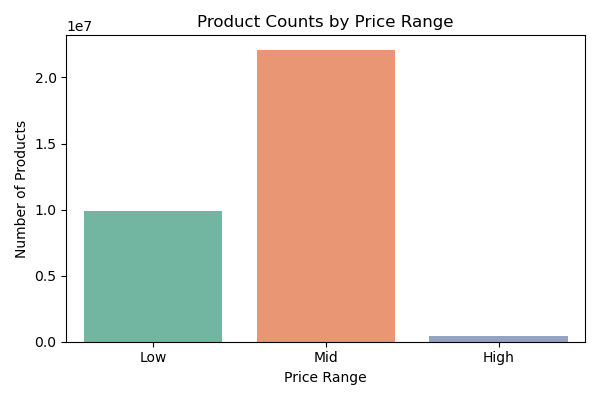 Product Counts by Price Range
1e7
2.0
1.5
1.0
0.5
0.0
Number of Products
Low Mid High
Price Range